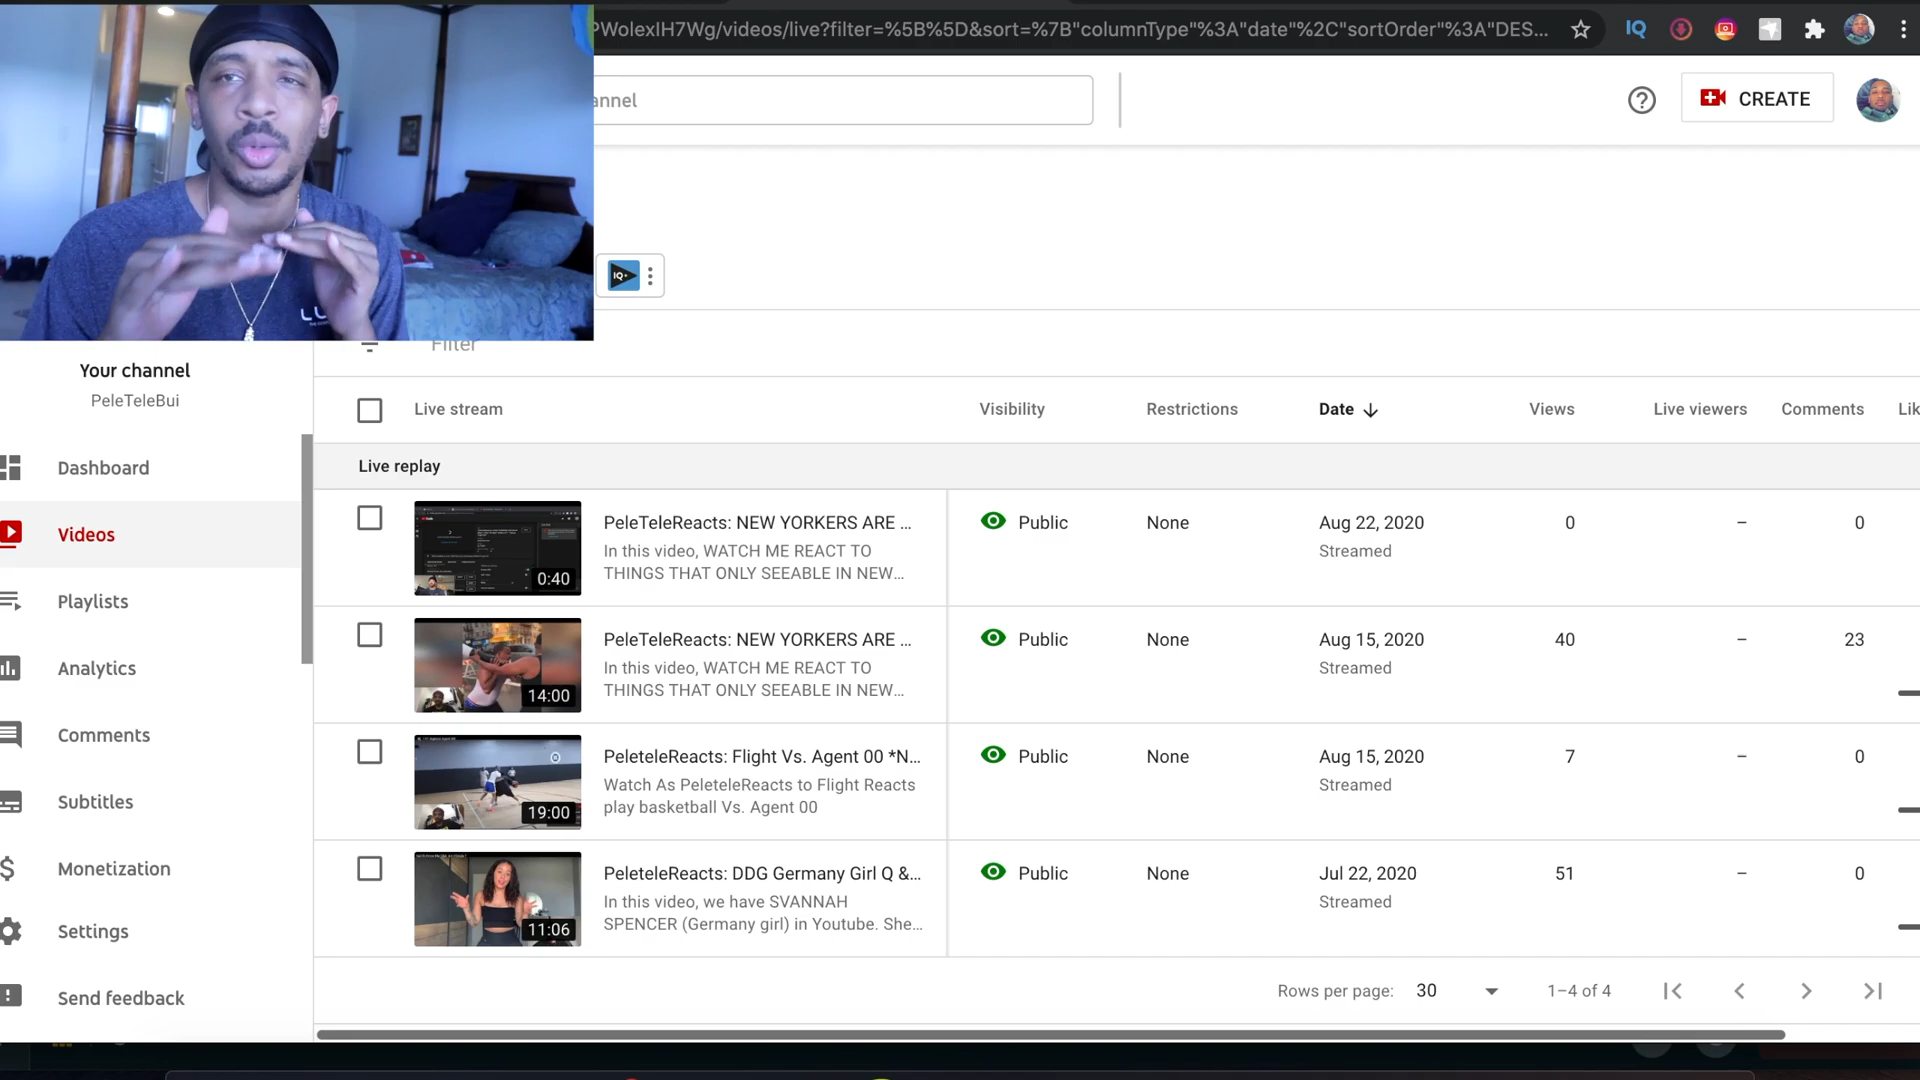 PWolexIH7Wg/videos/live?filter=%5B%5D&sort=%7B"columnType"%3A"date"%2C"sortOrder"%3A"DES...
IQ
annel
CREATE
IQ
LU
Filter
Your channel
PeleTeleBui
Dashboard
Videos
Playlists
Analytics
Comments
Subtitles
Monetization
Settings
Send feedback
Live stream Visibility Restrictions Date Views Live viewers Comments Lik
Live replay
PeleTeleReacts: NEW YORKERS ARE ... Public None Aug 22, 2020 0 – 0
In this video, WATCH ME REACT TO Streamed
THINGS THAT ONLY SEEABLE IN NEW...
0:40
PeleTeleReacts: NEW YORKERS ARE ... Public None Aug 15, 2020 40 – 23
In this video, WATCH ME REACT TO Streamed
THINGS THAT ONLY SEEABLE IN NEW...
14:00
PeleteleReacts: Flight Vs. Agent 00 *N... Public None Aug 15, 2020 7 – 0
Watch As PeleteleReacts to Flight Reacts Streamed
play basketball Vs. Agent 00
19:00
PeleteleReacts: DDG Germany Girl Q &... Public None Jul 22, 2020 51 – 0
In this video, we have SVANNAH Streamed
SPENCER (Germany girl) in Youtube. She...
11:06
Rows per page: 30 1–4 of 4